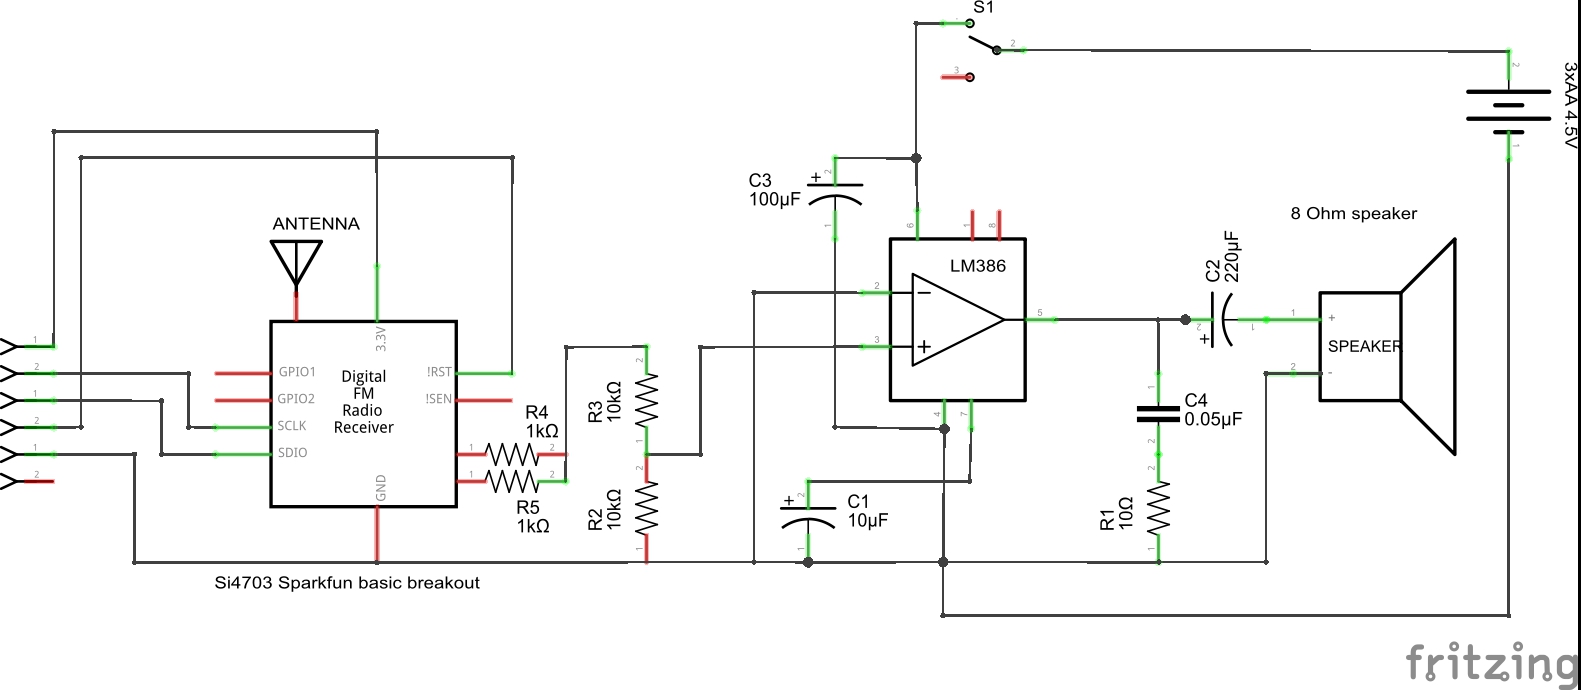 S1
1
2
3
2
3xAA 4.5V
1
C3
100µF
+
2
1
ANTENNA
8 Ohm speaker
6
1
8
LM386
C2
220µF
2
3
−
+
5
2
+
1
1
2
+
-
SPEAKER
1
2
1
2
1
2
3.3V
GPIO1
GPIO2
SCLK
SDIO
Digital
FM
Radio
Receiver
!RST
!SEN
GND
R4
1kΩ
1
2
1
2
R5
1kΩ
R3
10kΩ
2
1
R2
10kΩ
2
1
4
7
C4
0.05µF
1
2
C1
10µF
+
2
1
R1
10Ω
2
1
Si4703 Sparkfun basic breakout
fritzing